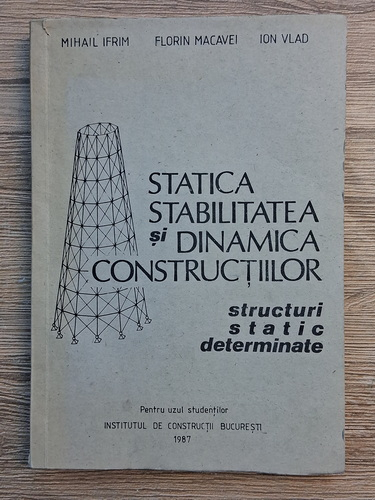 MIHAIL IFRIM FLORIN MACAVEI ION VLAD
STATICA
STABILITATEA
și DINAMICA
CONSTRUCȚIILOR
structuri
static
determinate
Pentru uzul studenților
INSTITUTUL DE CONSTRUCȚII BUCUREȘTI
1987